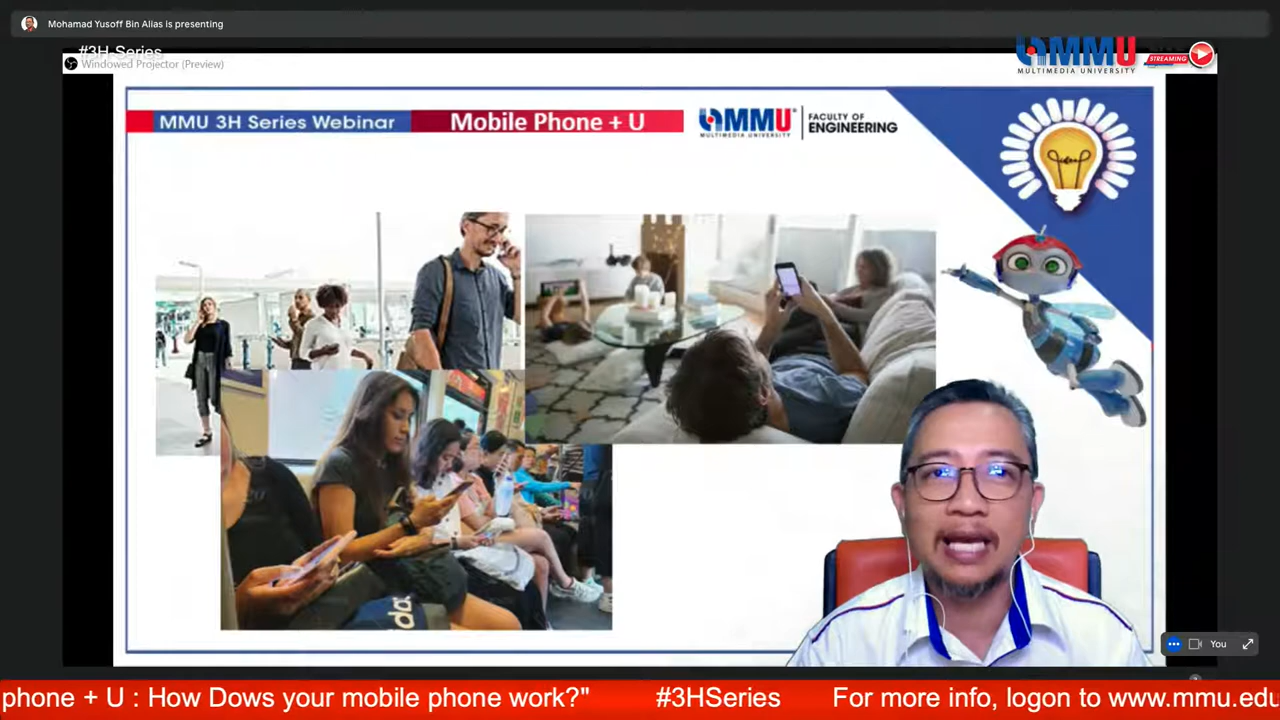 Mohamad Yusoff Bin Alias is presenting
#3H-Series
Windowed Projector (Preview)
MMU
MULTIMEDIA UNIVERSITY
STREAMING
MMU 3H Series Webinar
Mobile Phone + U
MMU
MULTIMEDIA UNIVERSITY
FACULTY OF
ENGINEERING
idea
You
phone + U : How Dows your mobile phone work?" #3HSeries For more info, logon to www.mmu.edu